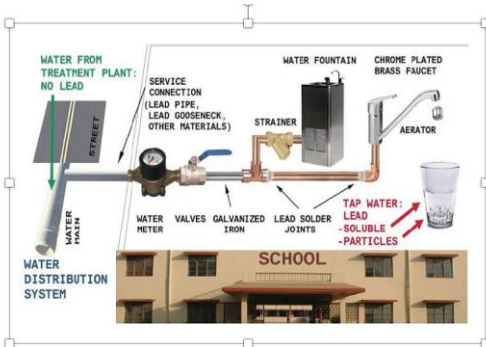 WATER FROM
TREATMENT PLANT:
NO LEAD
STREET
WATER
MAIN
WATER
DISTRIBUTION
SYSTEM
SERVICE
CONNECTION
(LEAD PIPE,
LEAD GOOSENECK,
OTHER MATERIALS)
WATER
METER
VALVES
GALVANIZED
IRON
STRAINER
LEAD SOLDER
JOINTS
WATER FOUNTAIN
CHROME PLATED
BRASS FAUCET
AERATOR
TAP WATER:
LEAD
-SOLUBLE
-PARTICLES
SCHOOL